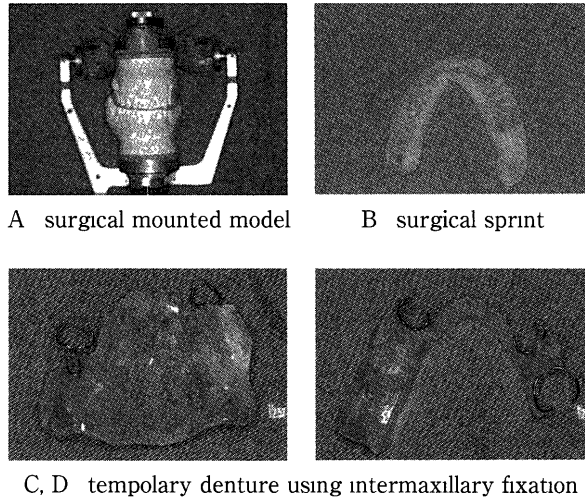 A surgical mounted model
B surgical sprint
C, D tempolary denture using intermaxillary fixation